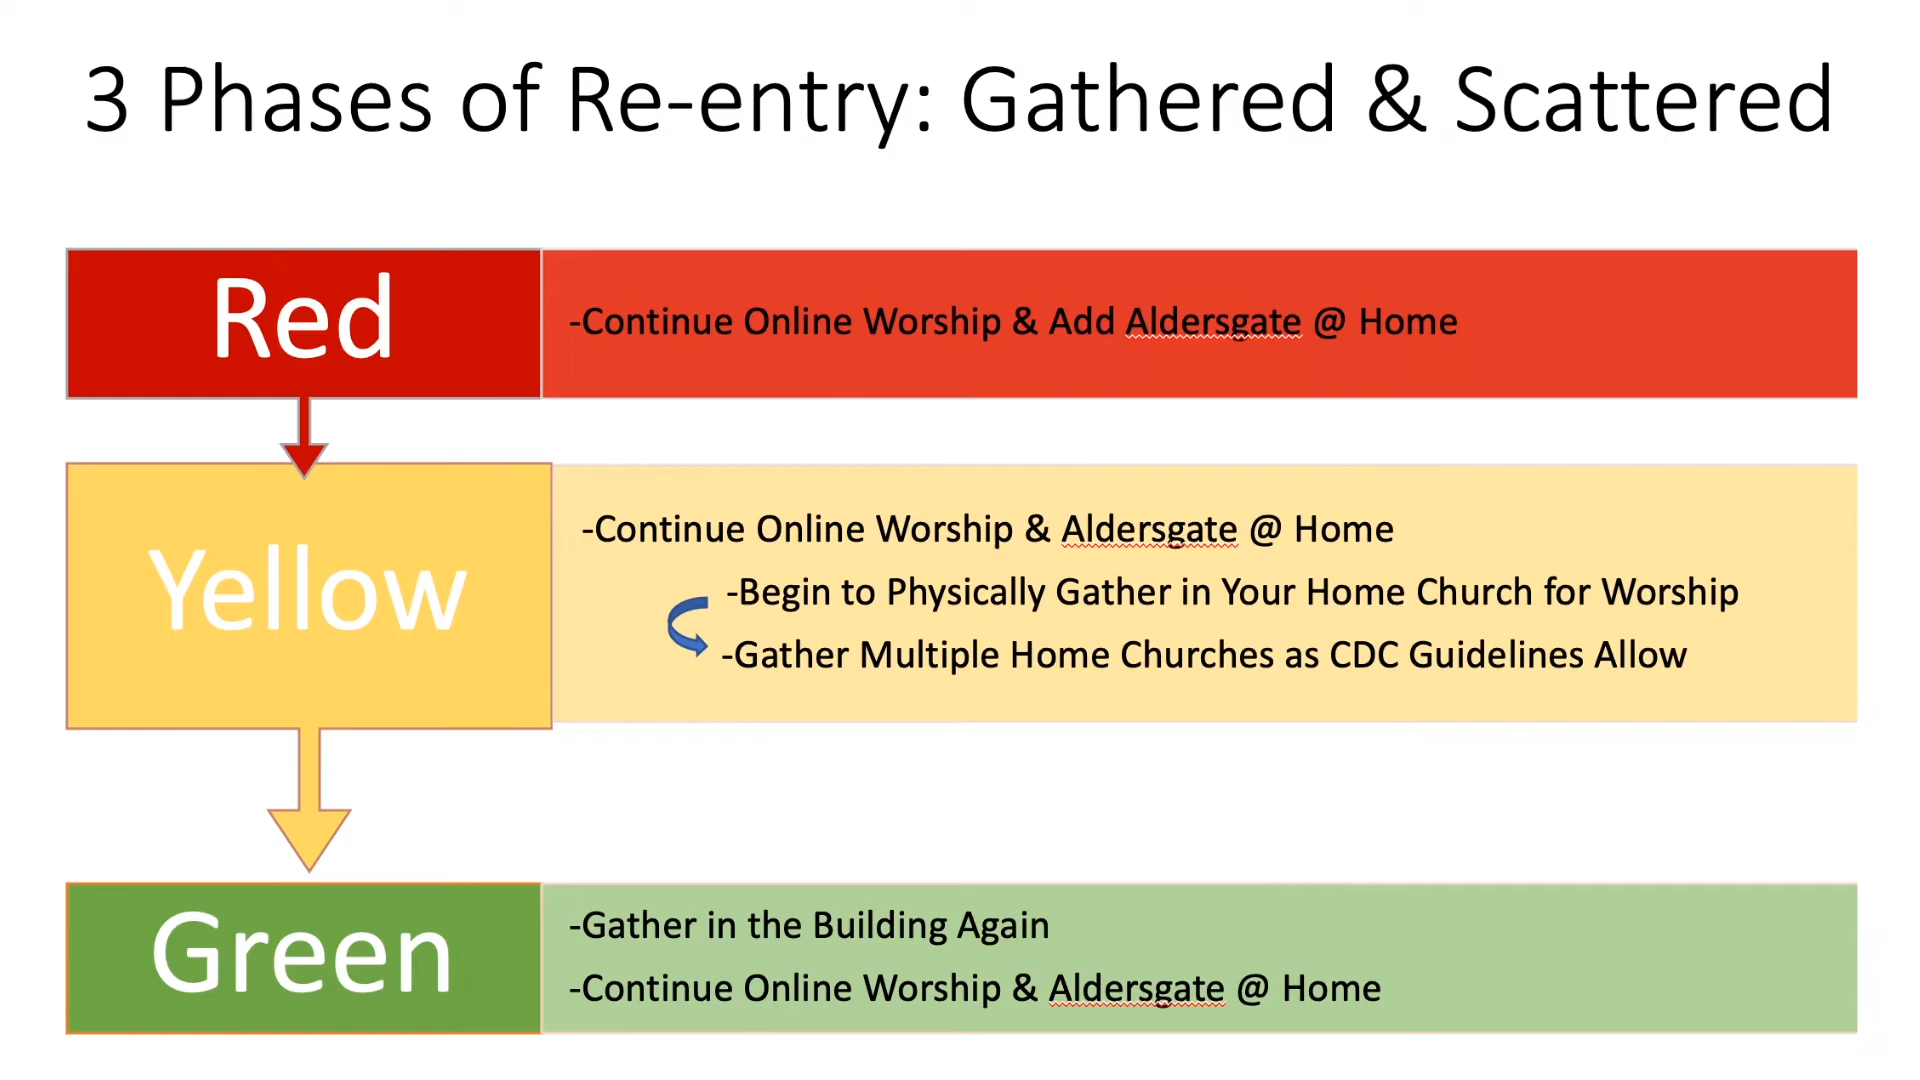 3 Phases of Re-entry: Gathered & Scattered
Red
-Continue Online Worship & Add Aldersgate @ Home
Yellow
-Continue Online Worship & Aldersgate @ Home
-Begin to Physically Gather in Your Home Church for Worship
-Gather Multiple Home Churches as CDC Guidelines Allow
Green
-Gather in the Building Again
-Continue Online Worship & Aldersgate @ Home